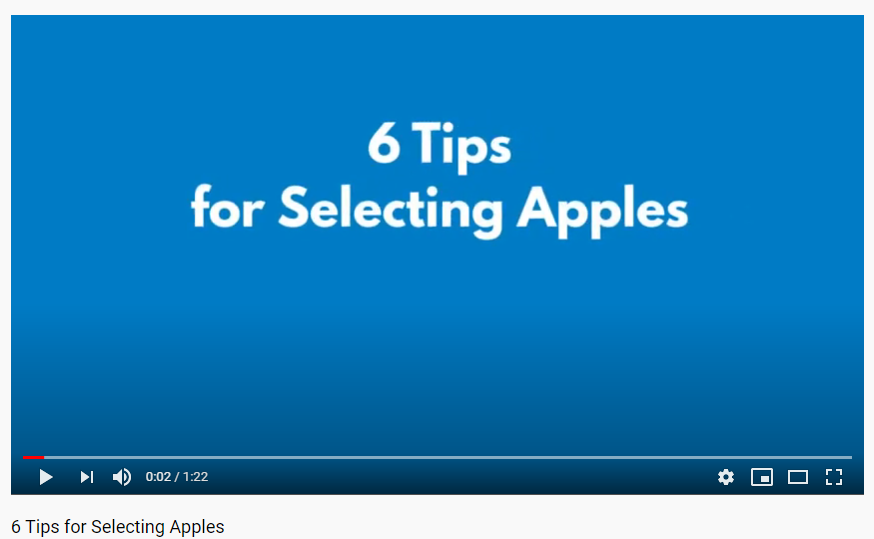 6 Tips
for Selecting Apples
0:02 / 1:22
6 Tips for Selecting Apples